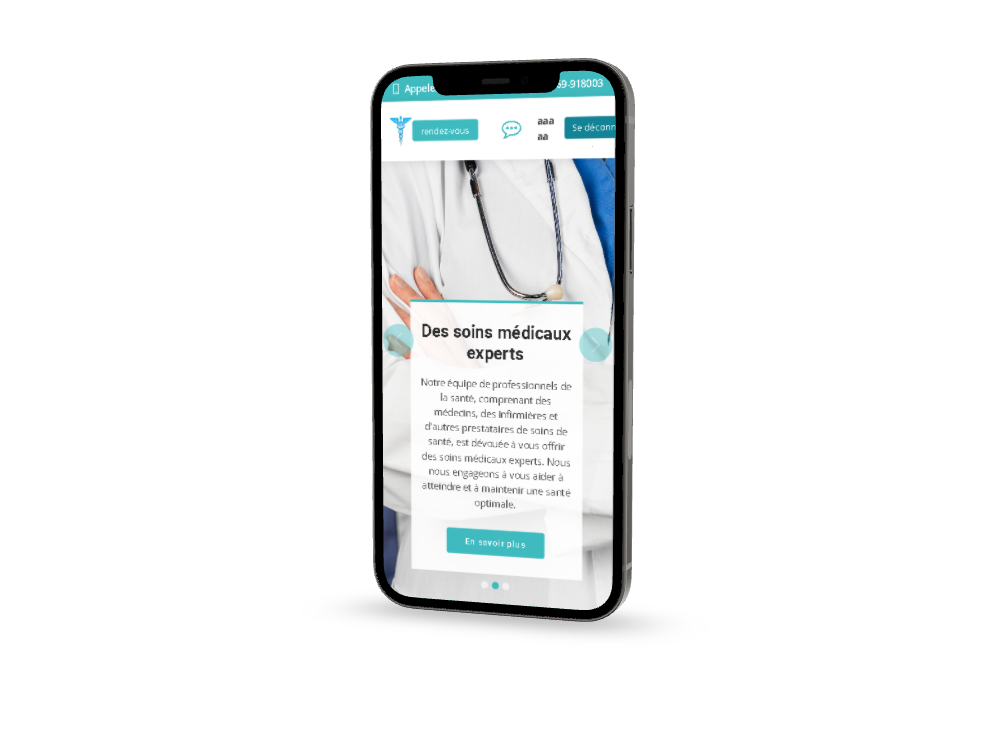 Appele
59-918003
rendez-vous
aaa
aa
Se déconn
Des soins médicaux
experts
Notre équipe de professionnels de
la santé, comprenant des
médecins, des infirmières et
d'autres prestataires de soins de
santé, est dévouée à vous offrir
des soins médicaux experts. Nous
nous engageons à vous aider à
atteindre et à maintenir une santé
optimale.
En savoir plus